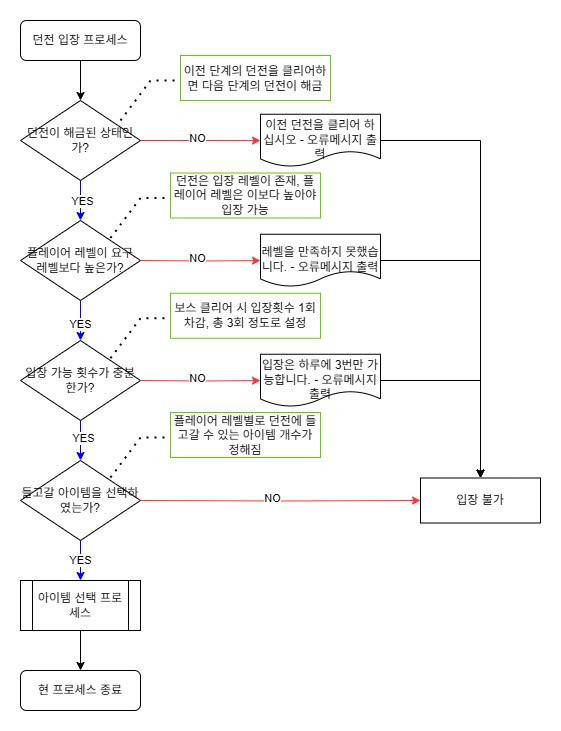 던전 입장 프로세스
이전 단계의 던전을 클리어하
면 다음 단계의 던전이 해금
던전이 해금된 상태인
가?
NO
이전 던전을 클리어 하
십시오 - 오류메시지 출
력
YES
던전은 입장 레벨이 존재, 플
레이어 레벨은 이보다 높아야
입장 가능
플레이어 레벨이 요구
레벨보다 높은가?
NO
레벨을 만족하지 못했습
니다. - 오류메시지 출력
YES
보스 클리어 시 입장횟수 1회
차감, 총 3회 정도로 설정
입장 가능 횟수가 충분
한가?
NO
입장은 하루에 3번만 가
능합니다. - 오류메시지
출력
YES
플레이어 레벨별로 던전에 들
고갈 수 있는 아이템 개수가
정해짐
들고갈 아이템을 선택하
였는가?
NO
입장 불가
YES
아이템 선택 프로
세스
현 프로세스 종료